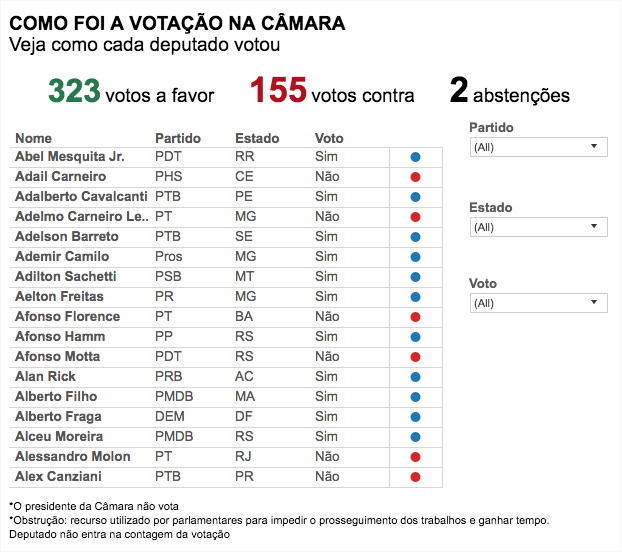 COMO FOI A VOTAÇÃO NA CÂMARA
Veja como cada deputado votou
323 votos a favor 155 votos contra 2 abstenções
Nome Partido Estado Voto
Abel Mesquita Jr. PDT RR Sim
Adail Carneiro PHS CE Não
Adalberto Cavalcanti PTB PE Sim
Adelmo Carneiro Le.. PT MG Não
Adelson Barreto PTB SE Sim
Ademir Camilo Pros MG Sim
Adilton Sachetti PSB MT Sim
Aelton Freitas PR MG Sim
Afonso Florence PT BA Não
Afonso Hamm PP RS Sim
Afonso Motta PDT RS Não
Alan Rick PRB AC Sim
Alberto Filho PMDB MA Sim
Alberto Fraga DEM DF Sim
Alceu Moreira PMDB RS Sim
Alessandro Molon PT RJ Não
Alex Canziani PTB PR Não
Partido
(All)
Estado
(All)
Voto
(All)
*O presidente da Câmara não vota
*Obstrução: recurso utilizado por parlamentares para impedir o prosseguimento dos trabalhos e ganhar tempo.
Deputado não entra na contagem da votação